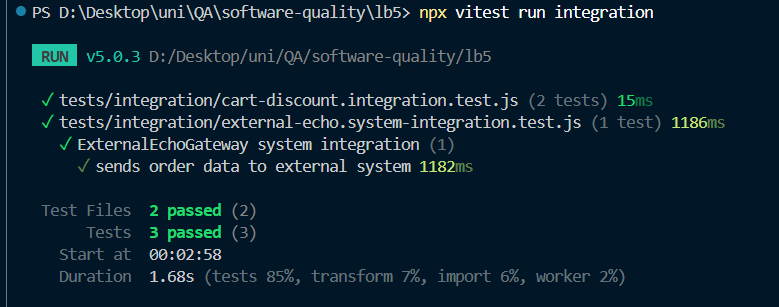 PS D:\Desktop\uni\QA\software-quality\lb5> npx vitest run integration
RUN v5.0.3 D:/Desktop/uni/QA/software-quality/lb5
✓ tests/integration/cart-discount.integration.test.js (2 tests) 15ms
✓ tests/integration/external-echo.system-integration.test.js (1 test) 1186ms
✓ ExternalEchoGateway system integration (1)
✓ sends order data to external system 1182ms
Test Files 2 passed (2)
Tests 3 passed (3)
Start at 00:02:58
Duration 1.68s (tests 85%, transform 7%, import 6%, worker 2%)